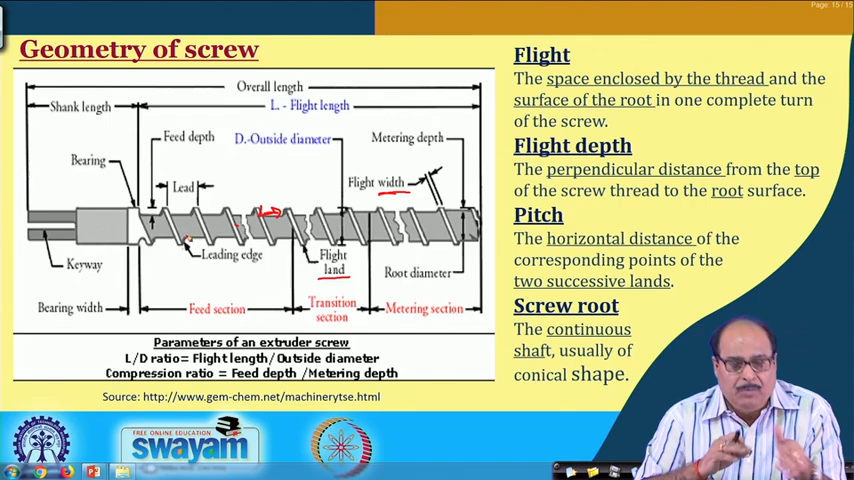 Page: 15 / 15
Geometry of screw
Overall length
Shank length
L. - Flight length
Feed depth
D.-Outside diameter
Metering depth
Bearing
Lead
Flight width
Leading edge
Flight
land
Keyway
Root diameter
Bearing width
Feed section
Transition
section
Metering section
Parameters of an extruder screw
L/D ratio= Flight length/Outside diameter
Compression ratio = Feed depth /Metering depth
Source: http://www.gem-chem.net/machinerytse.html
Flight
The space enclosed by the thread and the
surface of the root in one complete turn
of the screw.
Flight depth
The perpendicular distance from the top
of the screw thread to the root surface.
Pitch
The horizontal distance of the
corresponding points of the
two successive lands.
Screw root
The continuous
shaft, usually of
conical shape.
FREE ONLINE EDUCATION
swayam